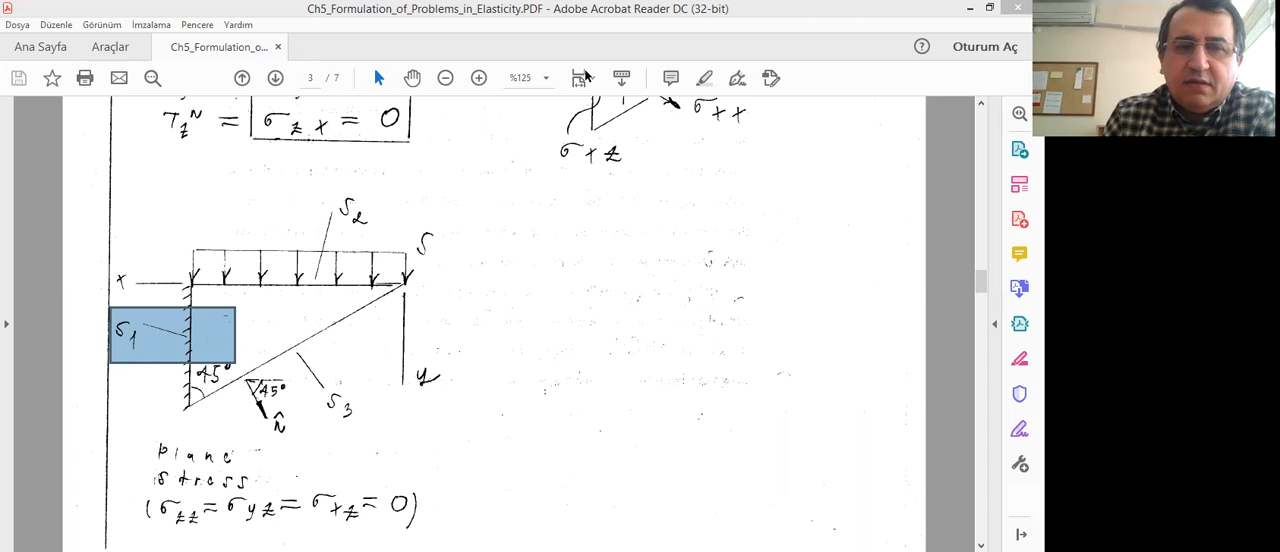 Ch5_Formulation_of_Problems_in_Elasticity.PDF - Adobe Acrobat Reader DC (32-bit)
Dosya Düzenle Görünüm İmzalama Pencere Yardım
Ana Sayfa Araçlar Ch5_Formulation_o... × Oturum Aç
3 / 7 %125
T_z^N = σ_zx = 0
σ_xx
σ_xz
S_2
S
x
S_1
45°
45°
y
S_3
n̂
Plane
stress
(σ_zz = σ_yz = σ_xz = 0)